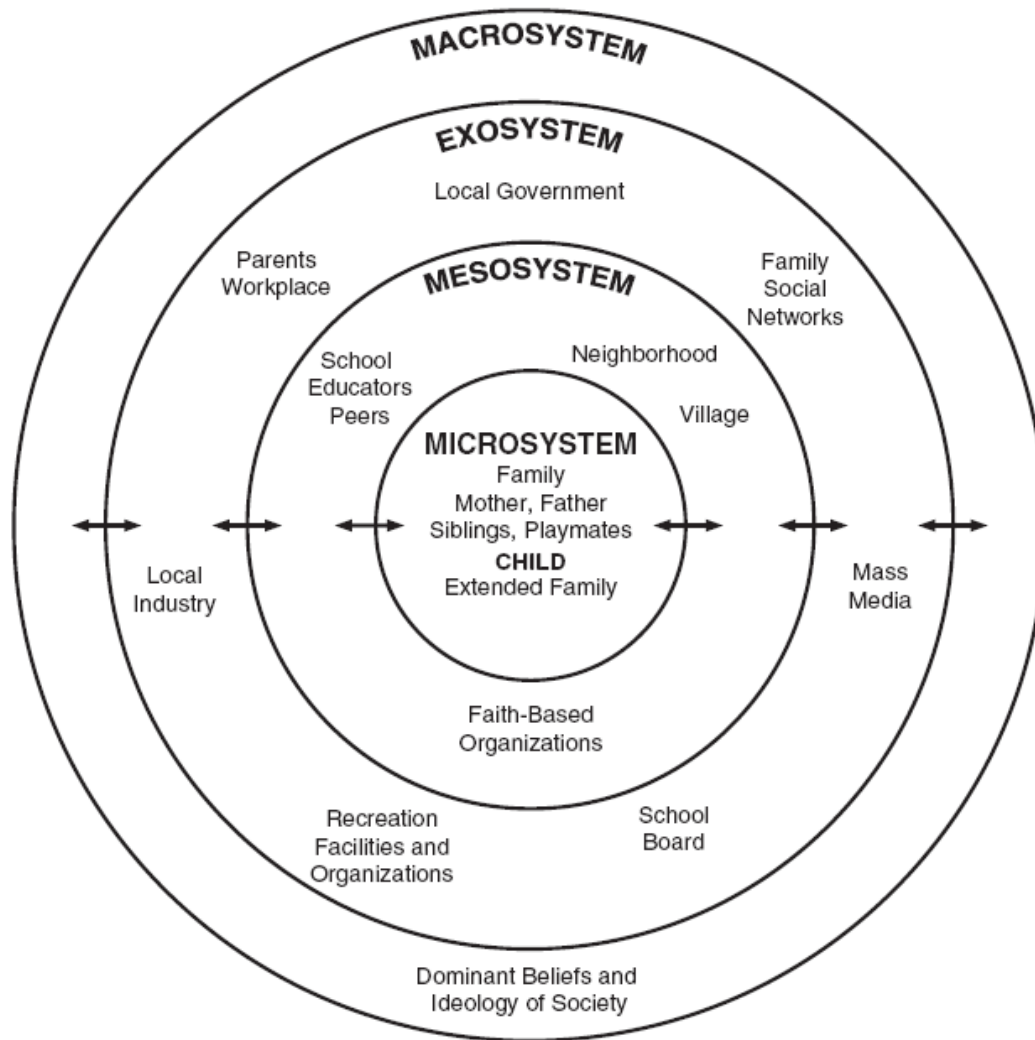 MACROSYSTEM
EXOSYSTEM
Local Government
Parents
Workplace
Family
Social
Networks
MESOSYSTEM
School
Educators
Peers
Neighborhood
Village
MICROSYSTEM
Family
Mother, Father
Siblings, Playmates
CHILD
Extended Family
Local
Industry
Mass
Media
Faith-Based
Organizations
Recreation
Facilities and
Organizations
School
Board
Dominant Beliefs and
Ideology of Society